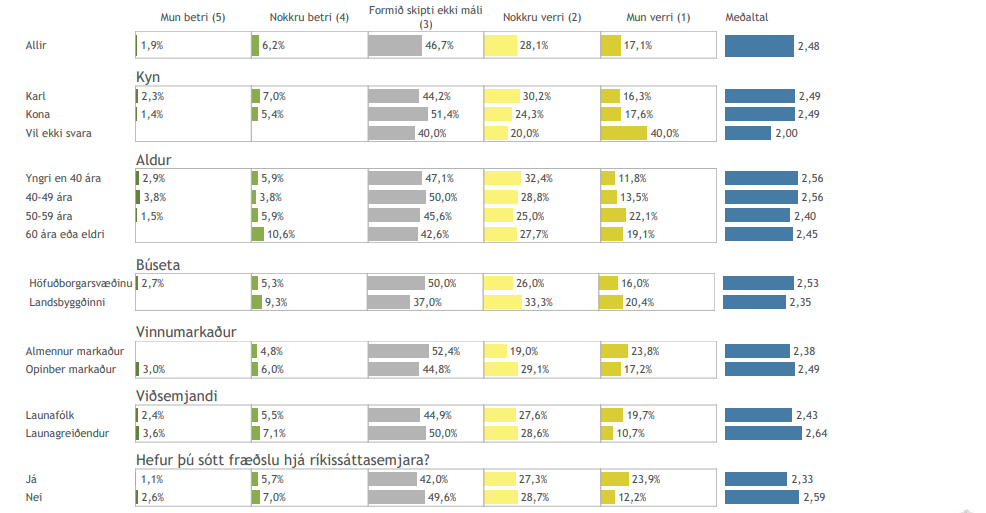 Mun betri (5) Nokkru betri (4) Formið skipti ekki máli (3) Nokkru verri (2) Mun verri (1) Meðaltal
Allir 1,9% 6,2% 46,7% 28,1% 17,1% 2,48
Kyn
Karl 2,3% 7,0% 44,2% 30,2% 16,3% 2,49
Kona 1,4% 5,4% 51,4% 24,3% 17,6% 2,49
Vil ekki svara 40,0% 20,0% 40,0% 2,00
Aldur
Yngri en 40 ára 2,9% 5,9% 47,1% 32,4% 11,8% 2,56
40-49 ára 3,8% 3,8% 50,0% 28,8% 13,5% 2,56
50-59 ára 1,5% 5,9% 45,6% 25,0% 22,1% 2,40
60 ára eða eldri 10,6% 42,6% 27,7% 19,1% 2,45
Búseta
Höfuðborgarsvæðinu 2,7% 5,3% 50,0% 26,0% 16,0% 2,53
Landsbyggðinni 9,3% 37,0% 33,3% 20,4% 2,35
Vinnumarkaður
Almennur markaður 4,8% 52,4% 19,0% 23,8% 2,38
Opinber markaður 3,0% 6,0% 44,8% 29,1% 17,2% 2,49
Viðsemjandi
Launafólk 2,4% 5,5% 44,9% 27,6% 19,7% 2,43
Launagreiðendur 3,6% 7,1% 50,0% 28,6% 10,7% 2,64
Hefur þú sótt fræðslu hjá ríkissáttasemjara?
Já 1,1% 5,7% 42,0% 27,3% 23,9% 2,33
Nei 2,6% 7,0% 49,6% 28,7% 12,2% 2,59